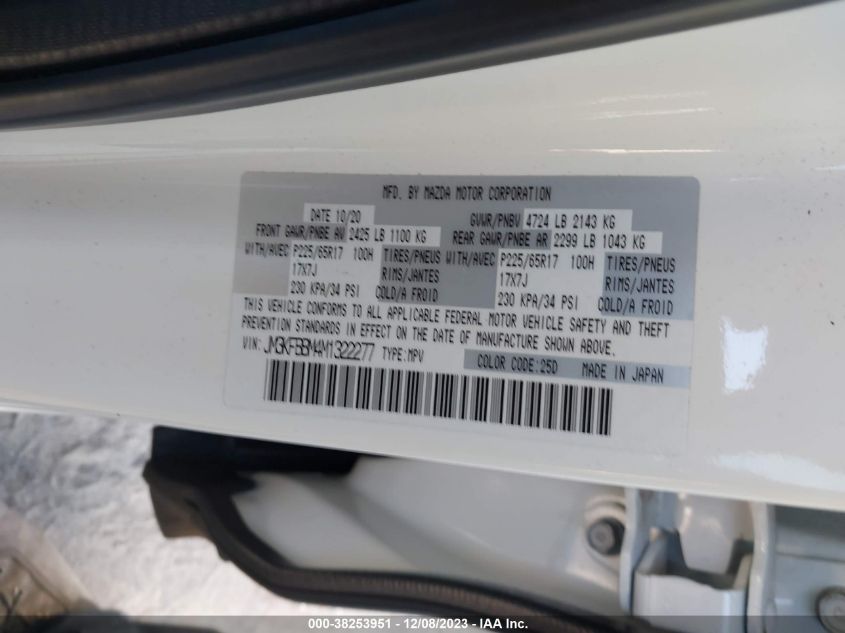 MFD. BY MAZDA MOTOR CORPORATION
DATE 10/20 GVWR/PNBV 4724 LB 2143 KG
FRONT GAWR/PNBE AV 2425 LB 1100 KG REAR GAWR/PNBE AR 2299 LB 1043 KG
WITH/AVEC P225/65R17 100H TIRES/PNEUS WITH/AVEC P225/65R17 100H TIRES/PNEUS
17X7J RIMS/JANTES 17X7J RIMS/JANTES
230 KPA/34 PSI COLD/A FROID 230 KPA/34 PSI COLD/A FROID
THIS VEHICLE CONFORMS TO ALL APPLICABLE FEDERAL MOTOR VEHICLE SAFETY AND THEFT
PREVENTION STANDARDS IN EFFECT ON THE DATE OF MANUFACTURE SHOWN ABOVE.
VIN: JM3KFBBM4M1322277 TYPE:MPV COLOR CODE:25D MADE IN JAPAN
000-38253951 - 12/08/2023 - IAA Inc.